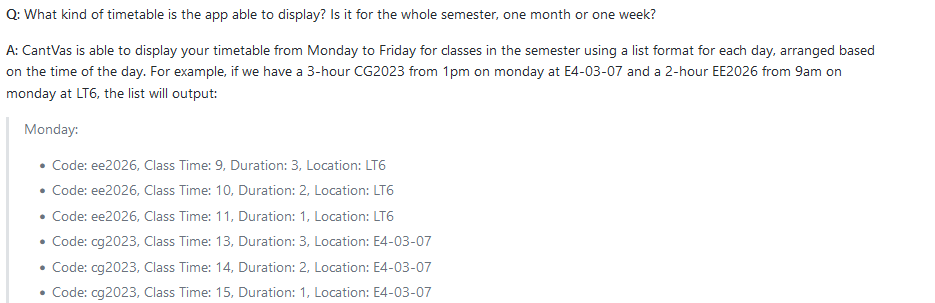 Q: What kind of timetable is the app able to display? Is it for the whole semester, one month or one week?
A: CantVas is able to display your timetable from Monday to Friday for classes in the semester using a list format for each day, arranged based
on the time of the day. For example, if we have a 3-hour CG2023 from 1pm on monday at E4-03-07 and a 2-hour EE2026 from 9am on
monday at LT6, the list will output:
Monday:
• Code: ee2026, Class Time: 9, Duration: 3, Location: LT6
• Code: ee2026, Class Time: 10, Duration: 2, Location: LT6
• Code: ee2026, Class Time: 11, Duration: 1, Location: LT6
• Code: cg2023, Class Time: 13, Duration: 3, Location: E4-03-07
• Code: cg2023, Class Time: 14, Duration: 2, Location: E4-03-07
• Code: cg2023, Class Time: 15, Duration: 1, Location: E4-03-07